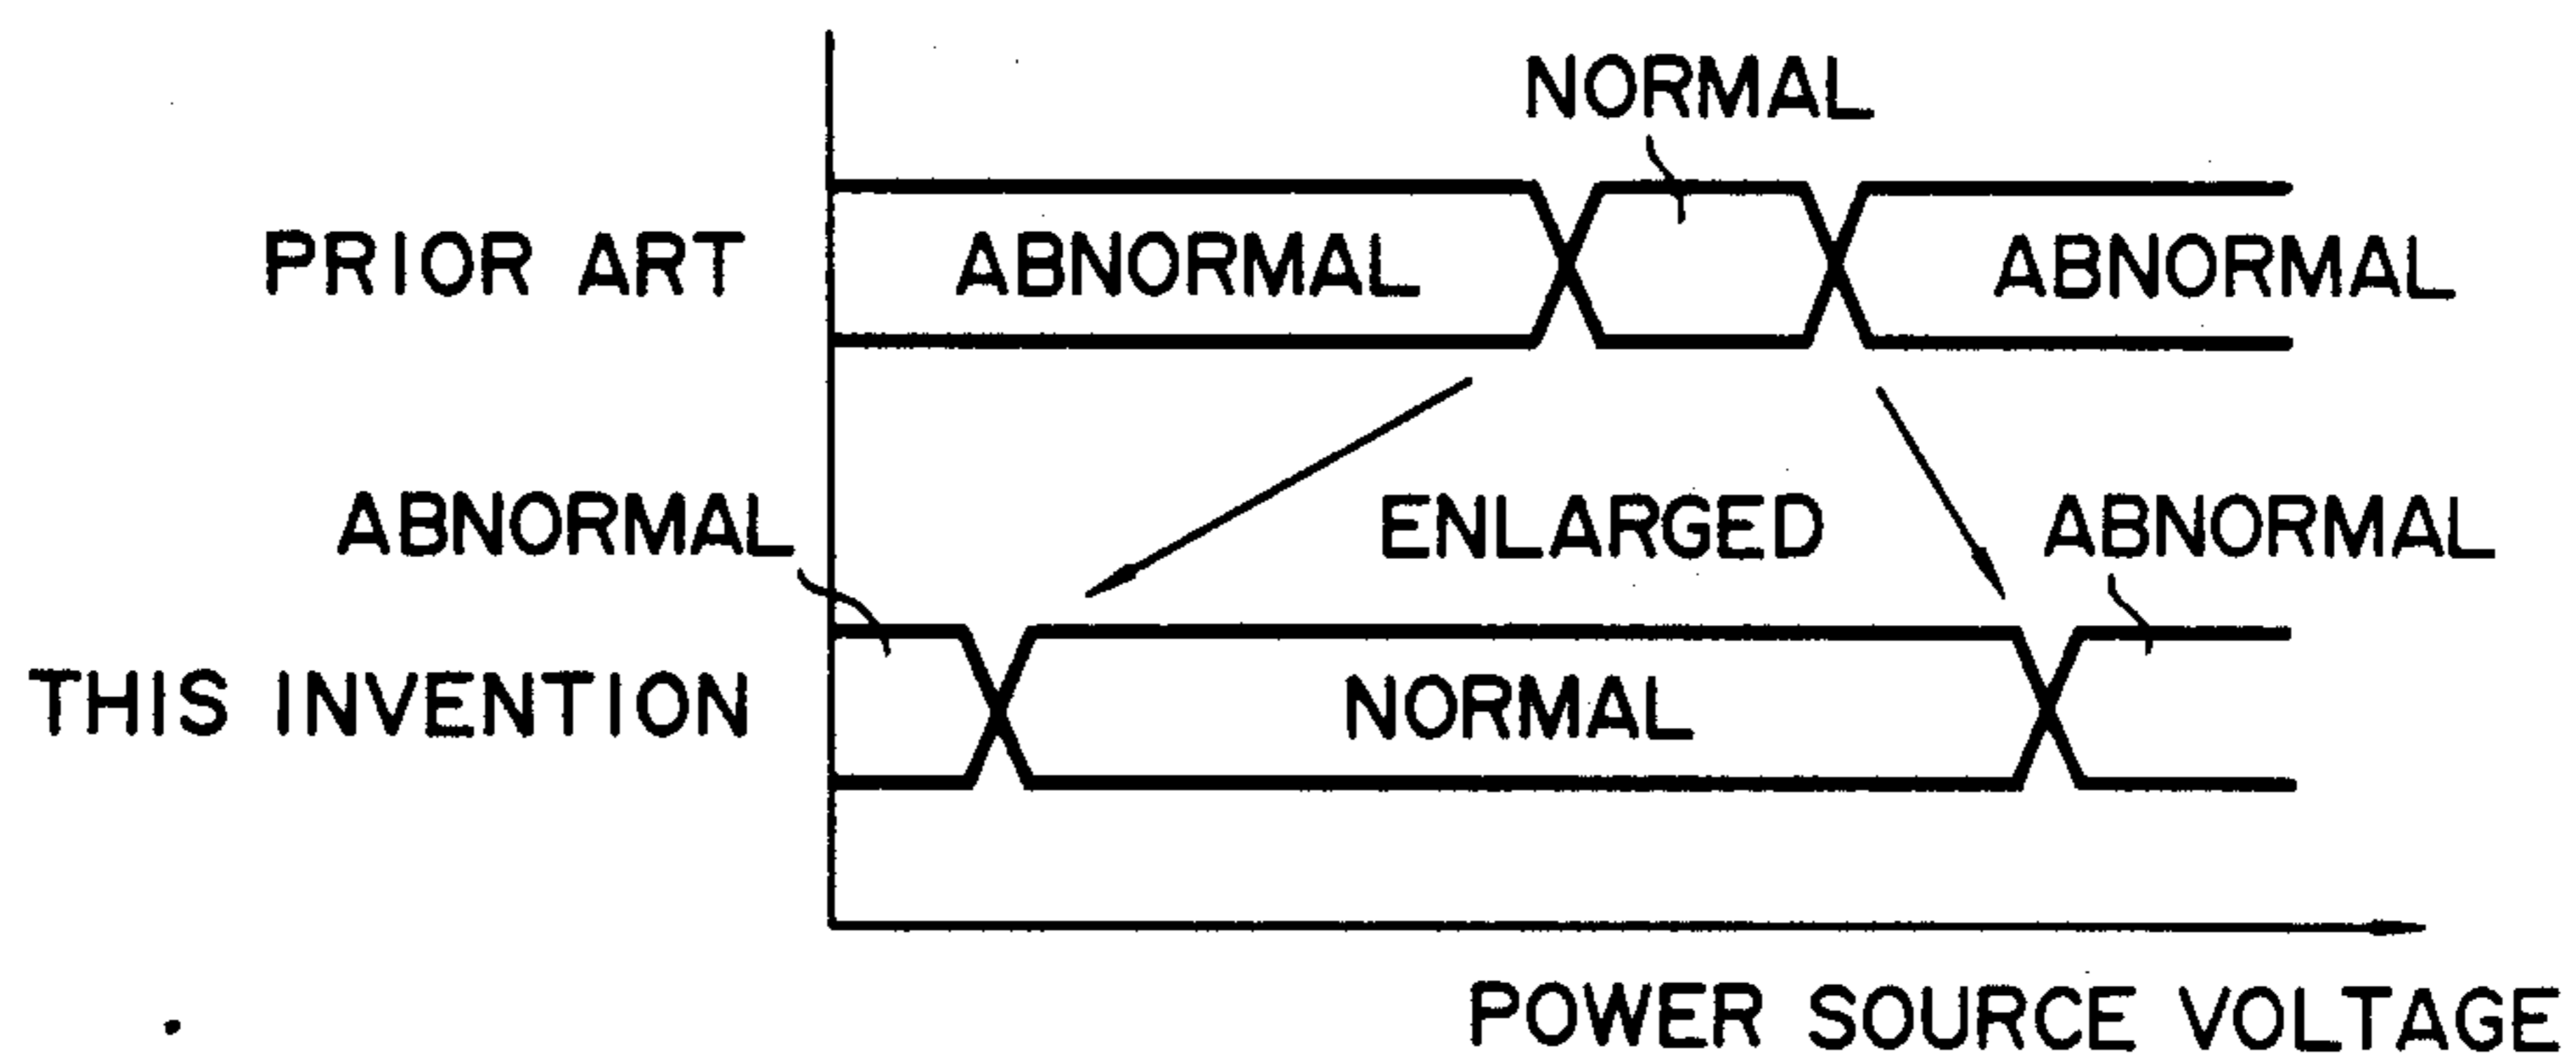 NORMAL
PRIOR ART
ABNORMAL
ABNORMAL
ABNORMAL
ENLARGED
ABNORMAL
THIS INVENTION
NORMAL
POWER SOURCE VOLTAGE